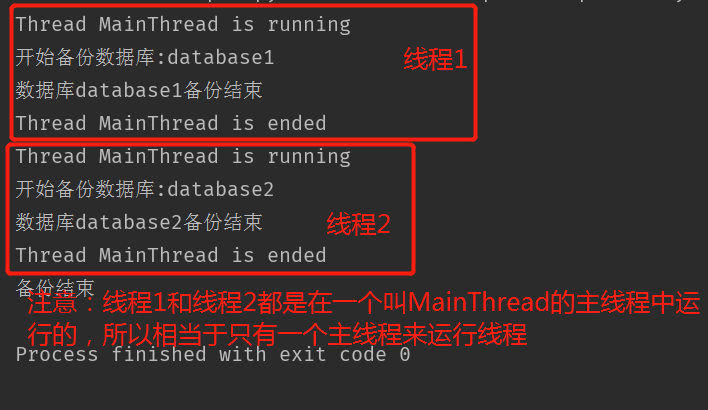 Thread MainThread is running
开始备份数据库:database1
线程1
数据库database1备份结束
Thread MainThread is ended
Thread MainThread is running
开始备份数据库:database2
数据库database2备份结束
线程2
Thread MainThread is ended
备份结束
注意：线程1和线程2都是在一个叫MainThread的主线程中运
行的，所以相当于只有一个主线程来运行线程
Process finished with exit code 0